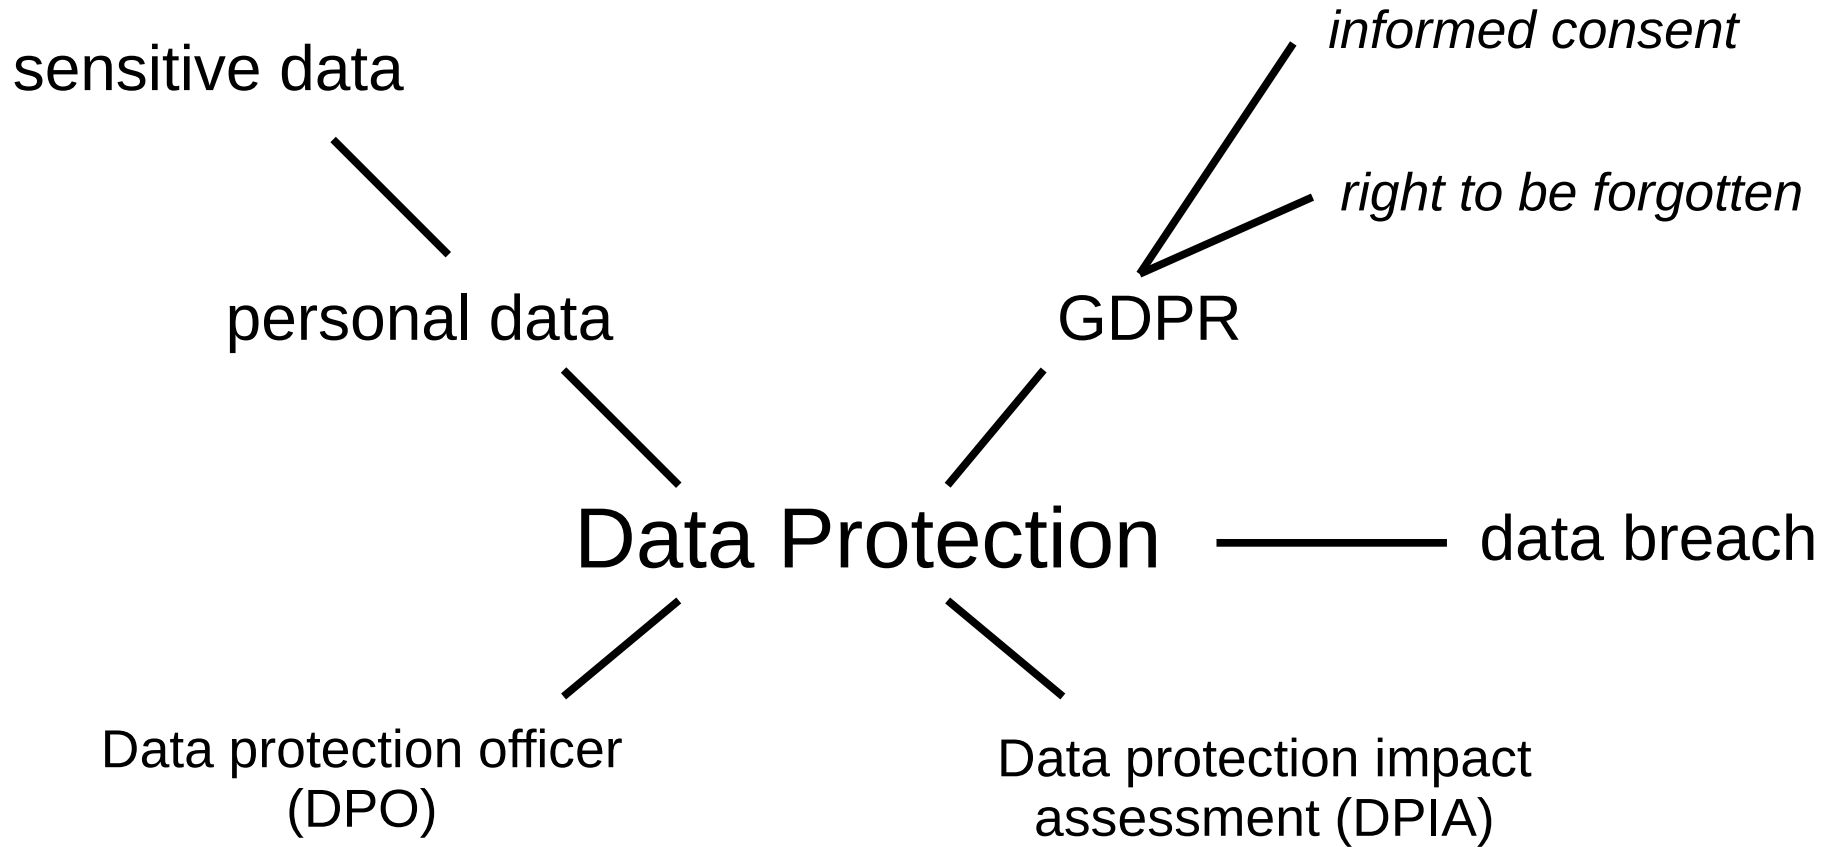 informed consent
sensitive data
right to be forgotten
personal data
GDPR
Data Protection
data breach
Data protection officer
(DPO)
Data protection impact
assessment (DPIA)